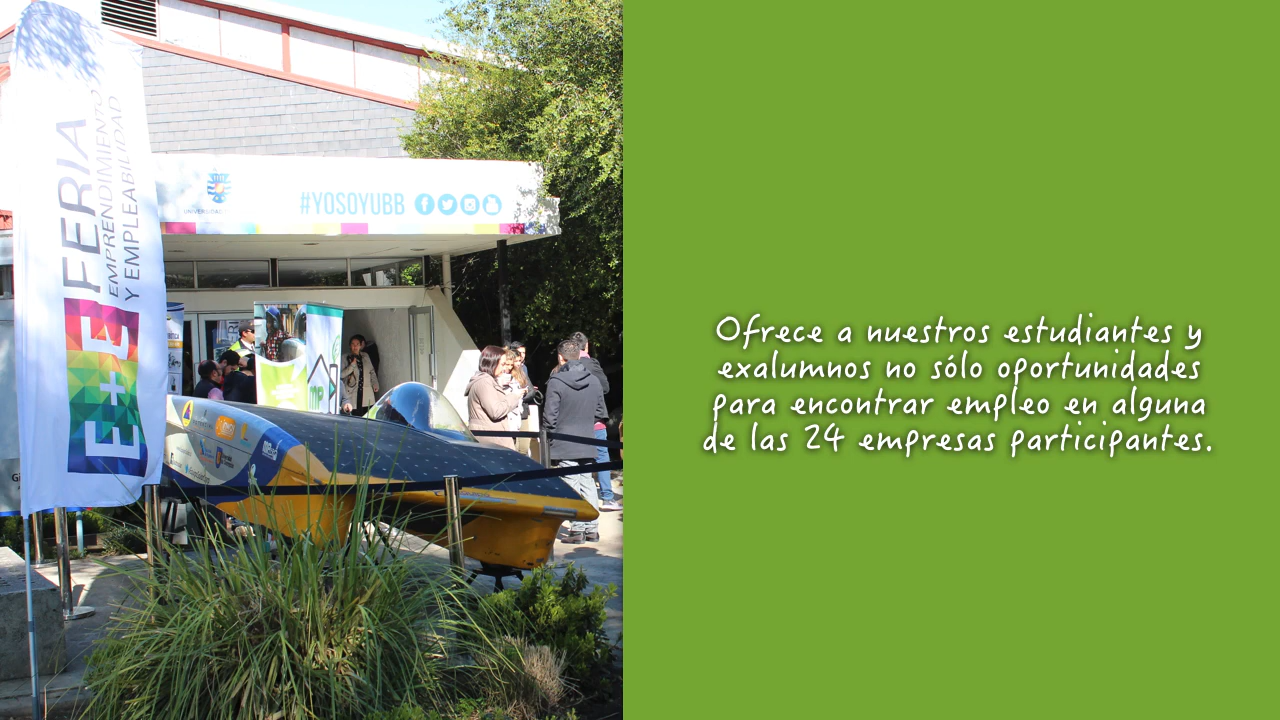 FERIA
EMPRENDIMIENTO
Y EMPLEABILIDAD
E+E
UNIVERSIDAD
#YOSOYUBB
Ofrece a nuestros estudiantes y
exalumnos no sólo oportunidades
para encontrar empleo en alguna
de las 24 empresas participantes.